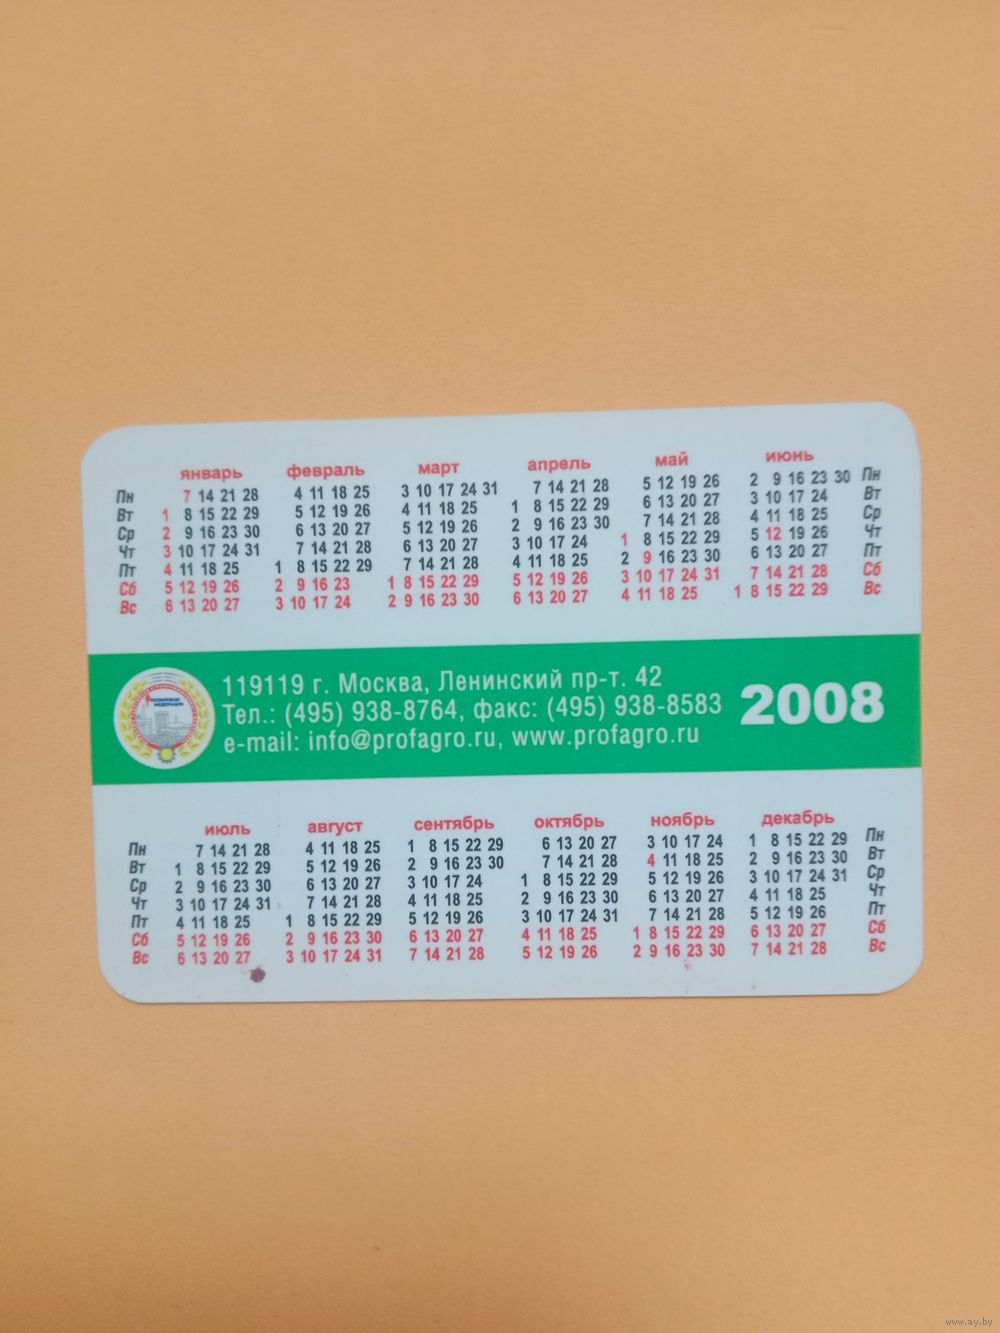 январь февраль март апрель май июнь
Пн 7 14 21 28 4 11 18 25 3 10 17 24 31 7 14 21 28 5 12 19 26 2 9 16 23 30 Пн
Вт 1 8 15 22 29 5 12 19 26 4 11 18 25 1 8 15 22 29 6 13 20 27 3 10 17 24 Вт
Ср 2 9 16 23 30 6 13 20 27 5 12 19 26 2 9 16 23 30 7 14 21 28 4 11 18 25 Ср
Чт 3 10 17 24 31 7 14 21 28 6 13 20 27 3 10 17 24 1 8 15 22 29 5 12 19 26 Чт
Пт 4 11 18 25 1 8 15 22 29 7 14 21 28 4 11 18 25 2 9 16 23 30 6 13 20 27 Пт
Сб 5 12 19 26 2 9 16 23 1 8 15 22 29 5 12 19 26 3 10 17 24 31 7 14 21 28 Сб
Вс 6 13 20 27 3 10 17 24 2 9 16 23 30 6 13 20 27 4 11 18 25 1 8 15 22 29 Вс
РОССИЙСКАЯ
ФЕДЕРАЦИЯ
119119 г. Москва, Ленинский пр-т. 42
Тел.: (495) 938-8764, факс: (495) 938-8583
e-mail: info@profagro.ru, www.profagro.ru
2008
июль август сентябрь октябрь ноябрь декабрь
Пн 7 14 21 28 4 11 18 25 1 8 15 22 29 6 13 20 27 3 10 17 24 1 8 15 22 29 Пн
Вт 1 8 15 22 29 5 12 19 26 2 9 16 23 30 7 14 21 28 4 11 18 25 2 9 16 23 30 Вт
Ср 2 9 16 23 30 6 13 20 27 3 10 17 24 1 8 15 22 29 5 12 19 26 3 10 17 24 31 Ср
Чт 3 10 17 24 31 7 14 21 28 4 11 18 25 2 9 16 23 30 6 13 20 27 4 11 18 25 Чт
Пт 4 11 18 25 1 8 15 22 29 5 12 19 26 3 10 17 24 31 7 14 21 28 5 12 19 26 Пт
Сб 5 12 19 26 2 9 16 23 30 6 13 20 27 4 11 18 25 1 8 15 22 29 6 13 20 27 Сб
Вс 6 13 20 27 3 10 17 24 31 7 14 21 28 5 12 19 26 2 9 16 23 30 7 14 21 28 Вс
www.ay.by